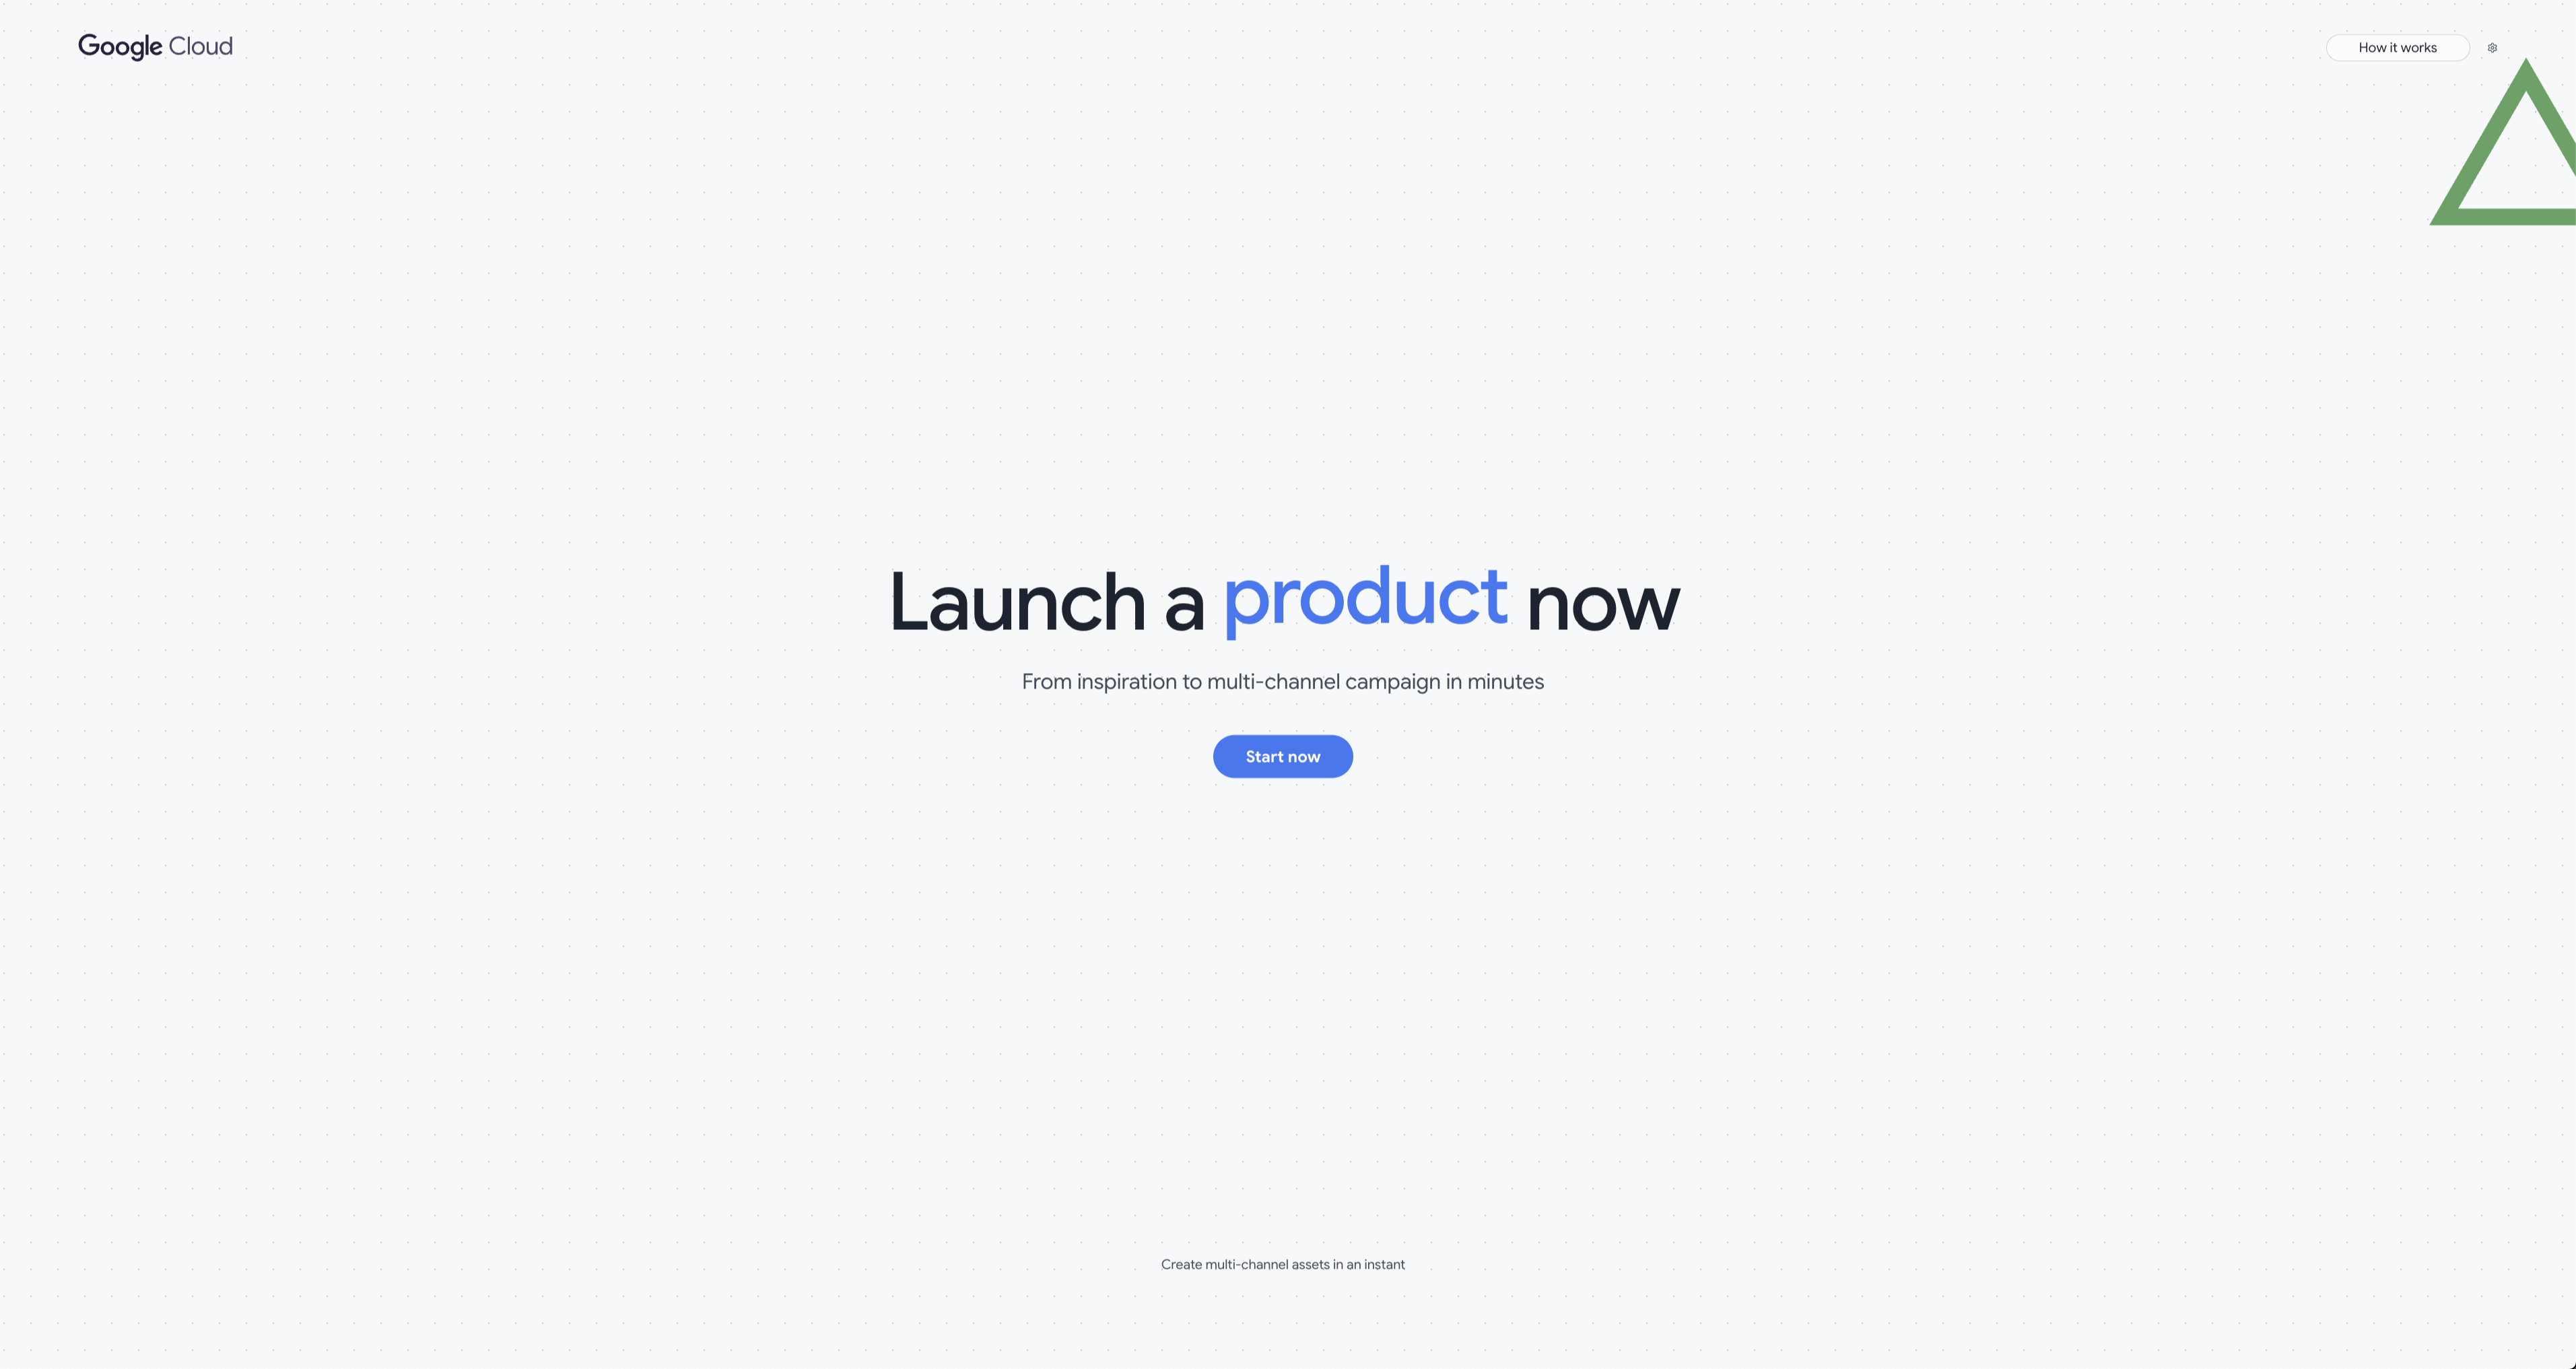 Google Cloud
How it works
Launch a product now
From inspiration to multi-channel campaign in minutes
Start now
Create multi-channel assets in an instant